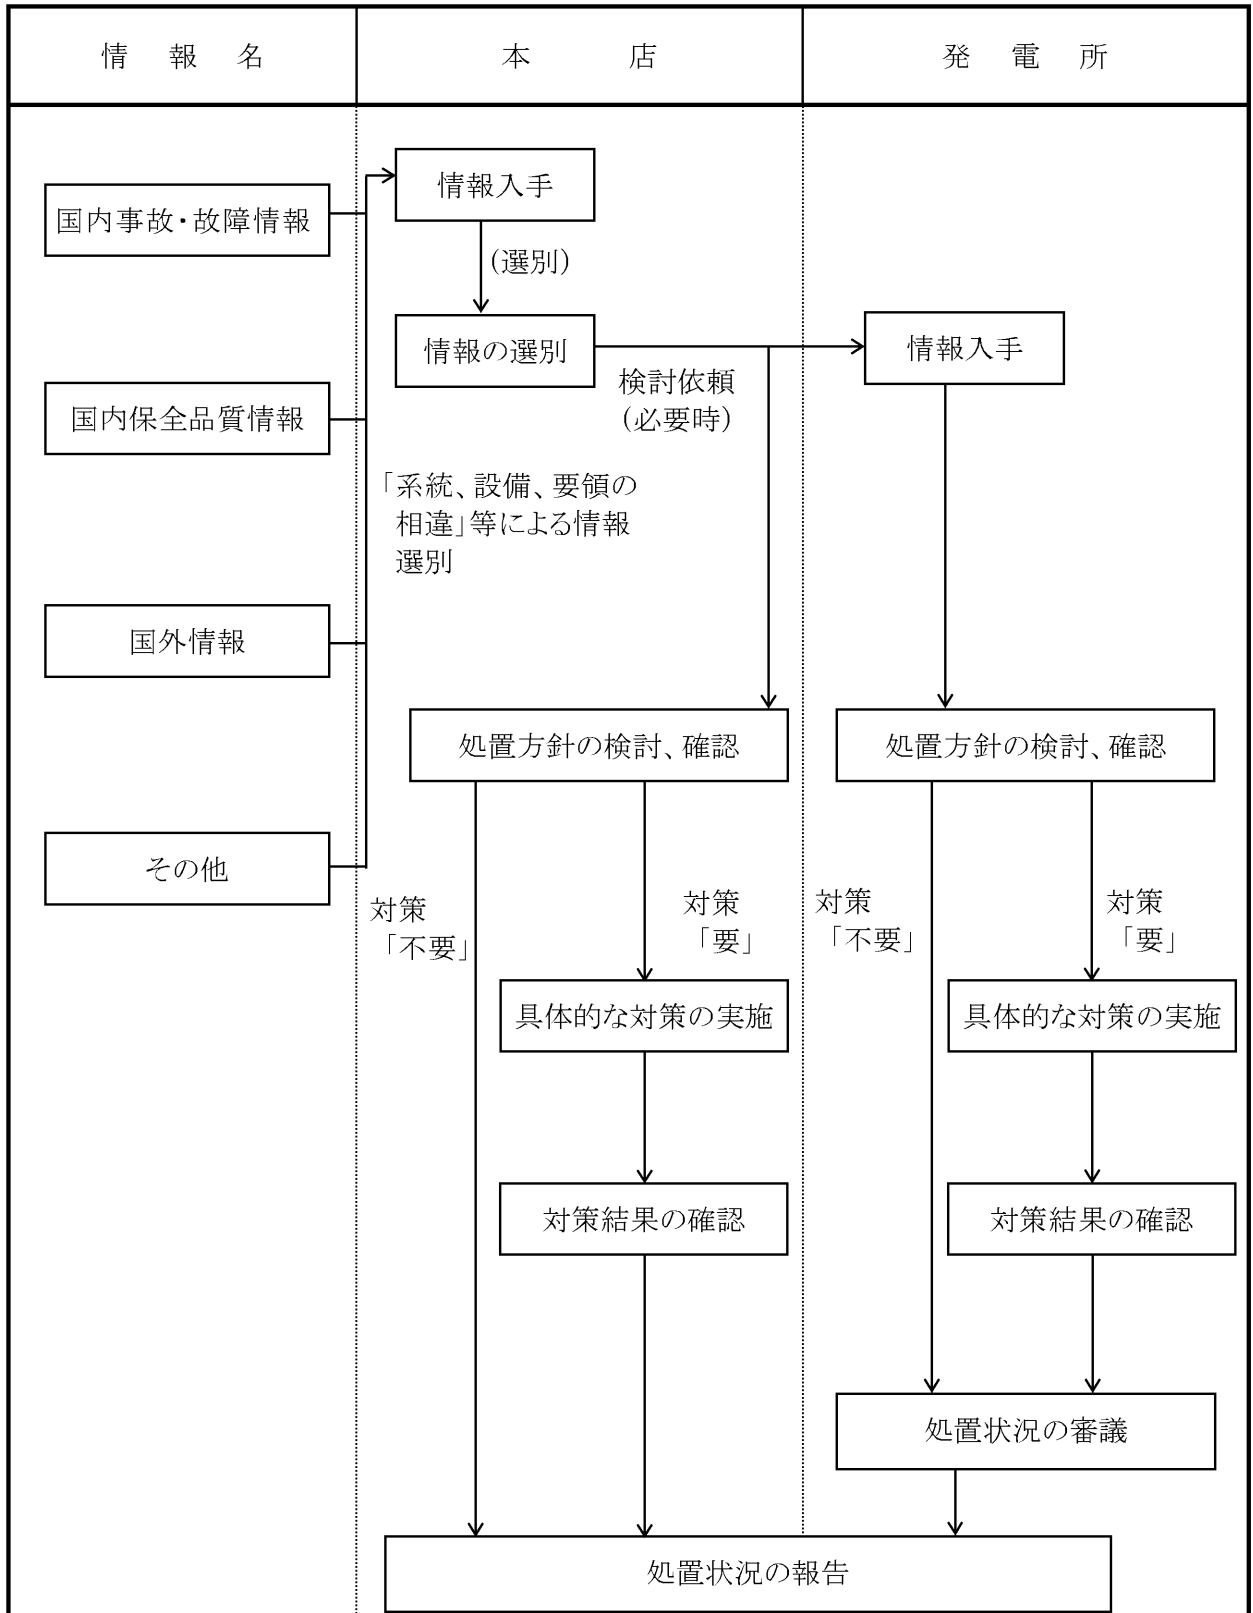 情報名
本店
発電所
国内事故・故障情報
国内保全品質情報
国外情報
その他
情報入手
(選別)
情報の選別
検討依頼
(必要時)
「系統、設備、要領の
相違」等による情報
選別
処置方針の検討、確認
対策
「不要」
対策
「要」
具体的な対策の実施
対策結果の確認
情報入手
処置方針の検討、確認
対策
「不要」
対策
「要」
具体的な対策の実施
対策結果の確認
処置状況の審議
処置状況の報告